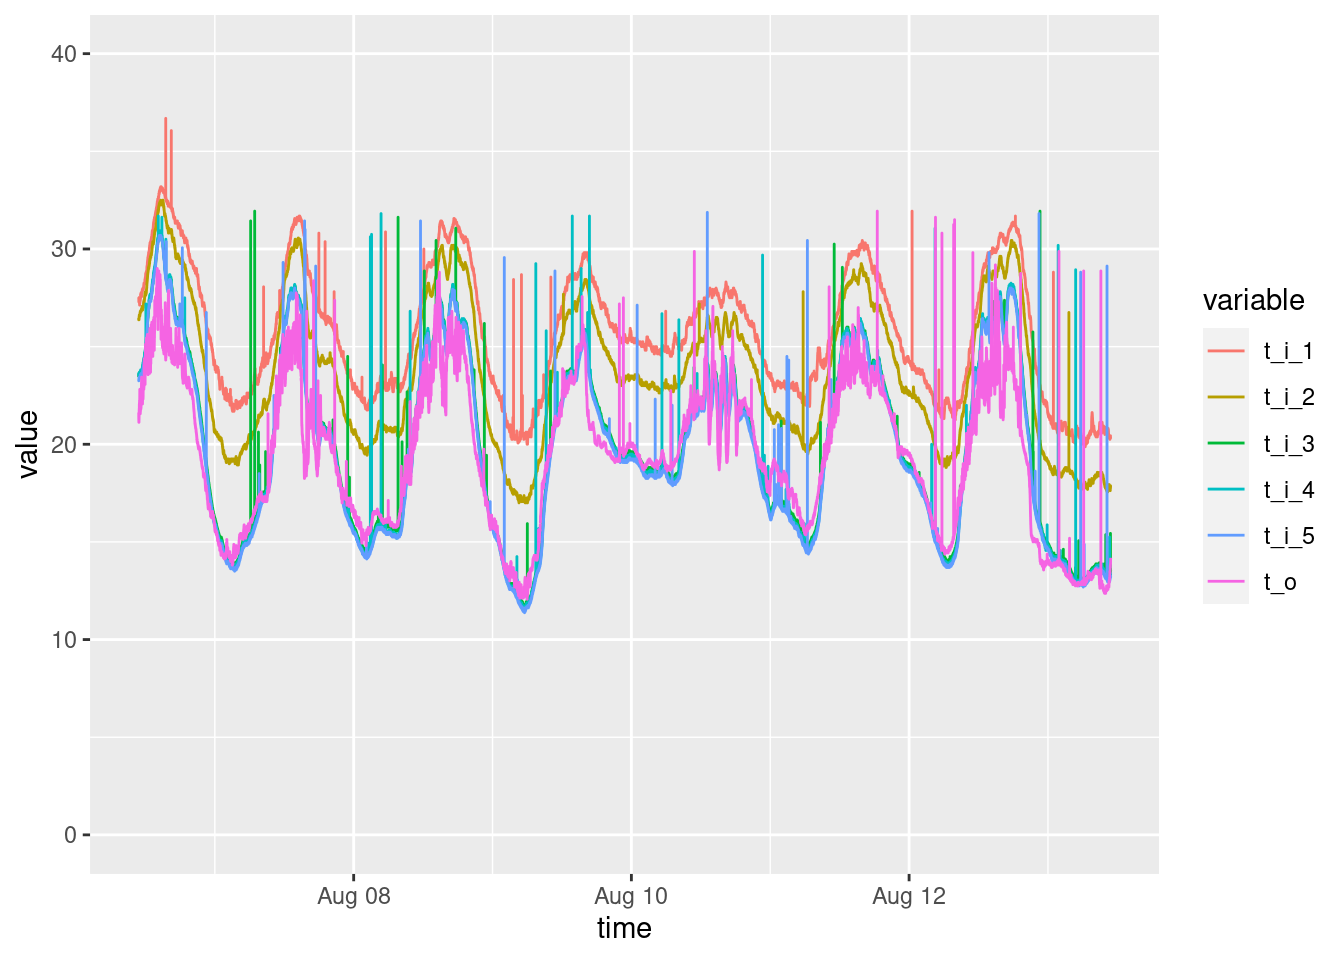 40
30
20
10
0
value
Aug 08
Aug 10
Aug 12
time
variable
t_i_1
t_i_2
t_i_3
t_i_4
t_i_5
t_o